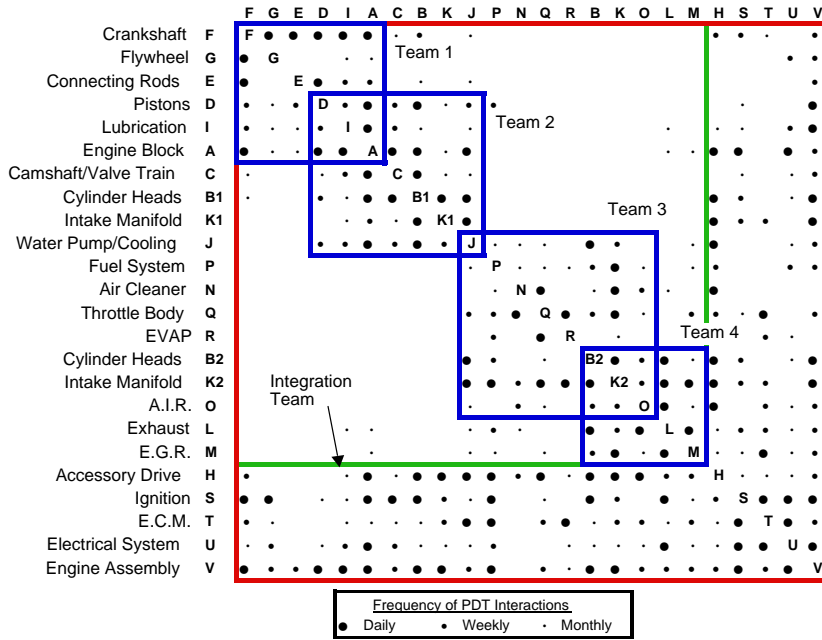 F G E D I A C B K J P N Q R B K O L M H S T U V
Crankshaft F F
Team 1
Flywheel G G
Connecting Rods E E
Pistons D D
Lubrication I I
Team 2
Engine Block A A
Camshaft/Valve Train C C
Cylinder Heads B1 B1
Intake Manifold K1 K1
Team 3
Water Pump/Cooling J J
Fuel System P P
Air Cleaner N N
Throttle Body Q Q
EVAP R R
Team 4
Cylinder Heads B2 B2
Intake Manifold K2 K2
Integration
Team
A.I.R. O O
Exhaust L L
E.G.R. M M
Accessory Drive H H
Ignition S S
E.C.M. T T
Electrical System U U
Engine Assembly V V
Frequency of PDT Interactions
Daily Weekly Monthly